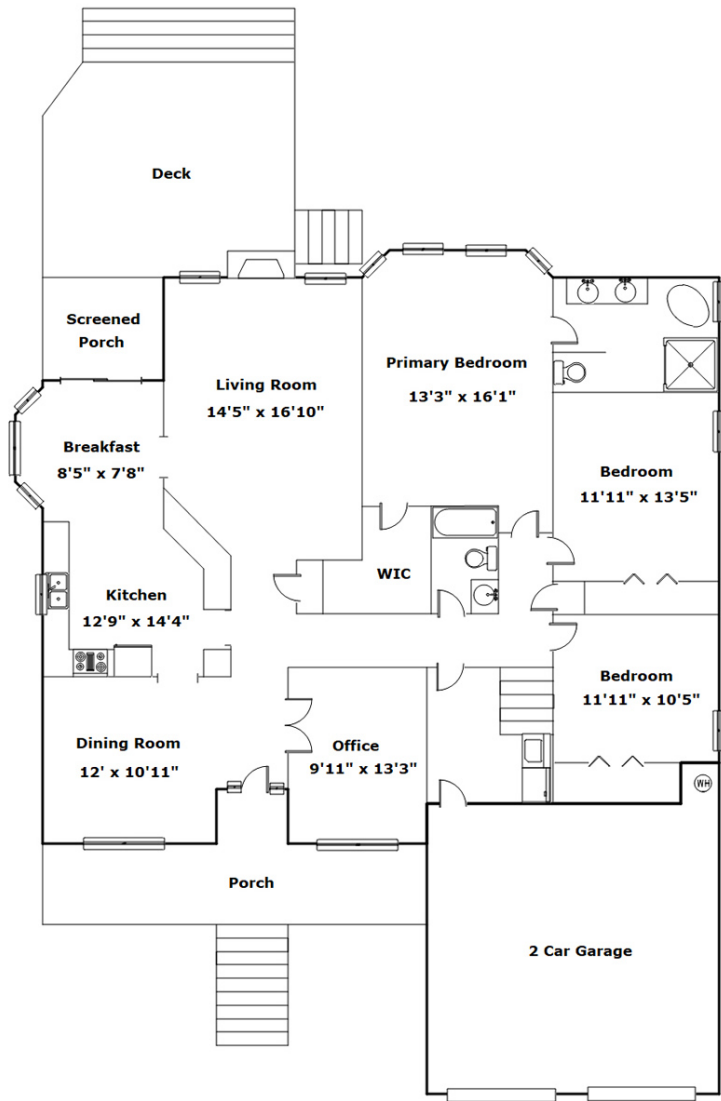 Deck
Screened
Porch
Living Room
14'5" x 16'10"
Primary Bedroom
13'3" x 16'1"
Breakfast
8'5" x 7'8"
Bedroom
11'11" x 13'5"
WIC
Kitchen
12'9" x 14'4"
Bedroom
11'11" x 10'5"
Dining Room
12' x 10'11"
Office
9'11" x 13'3"
WH
Porch
2 Car Garage